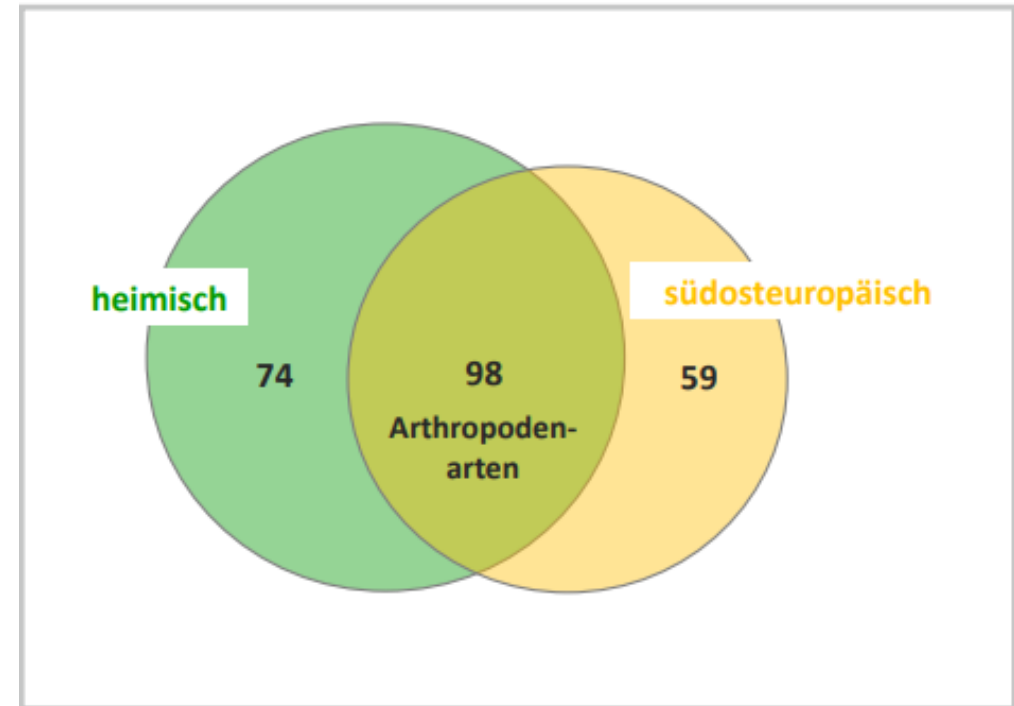 heimisch
südosteuropäisch
74
98
59
Arthropoden-
arten